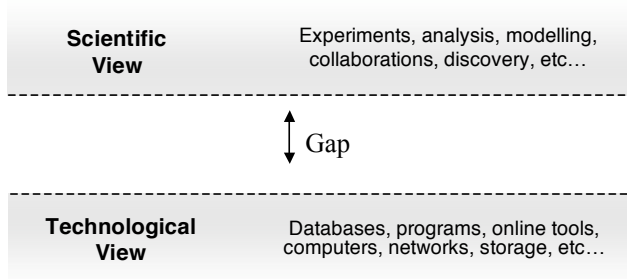 Scientific
View
Experiments, analysis, modelling,
collaborations, discovery, etc…
Gap
Technological
View
Databases, programs, online tools,
computers, networks, storage, etc…